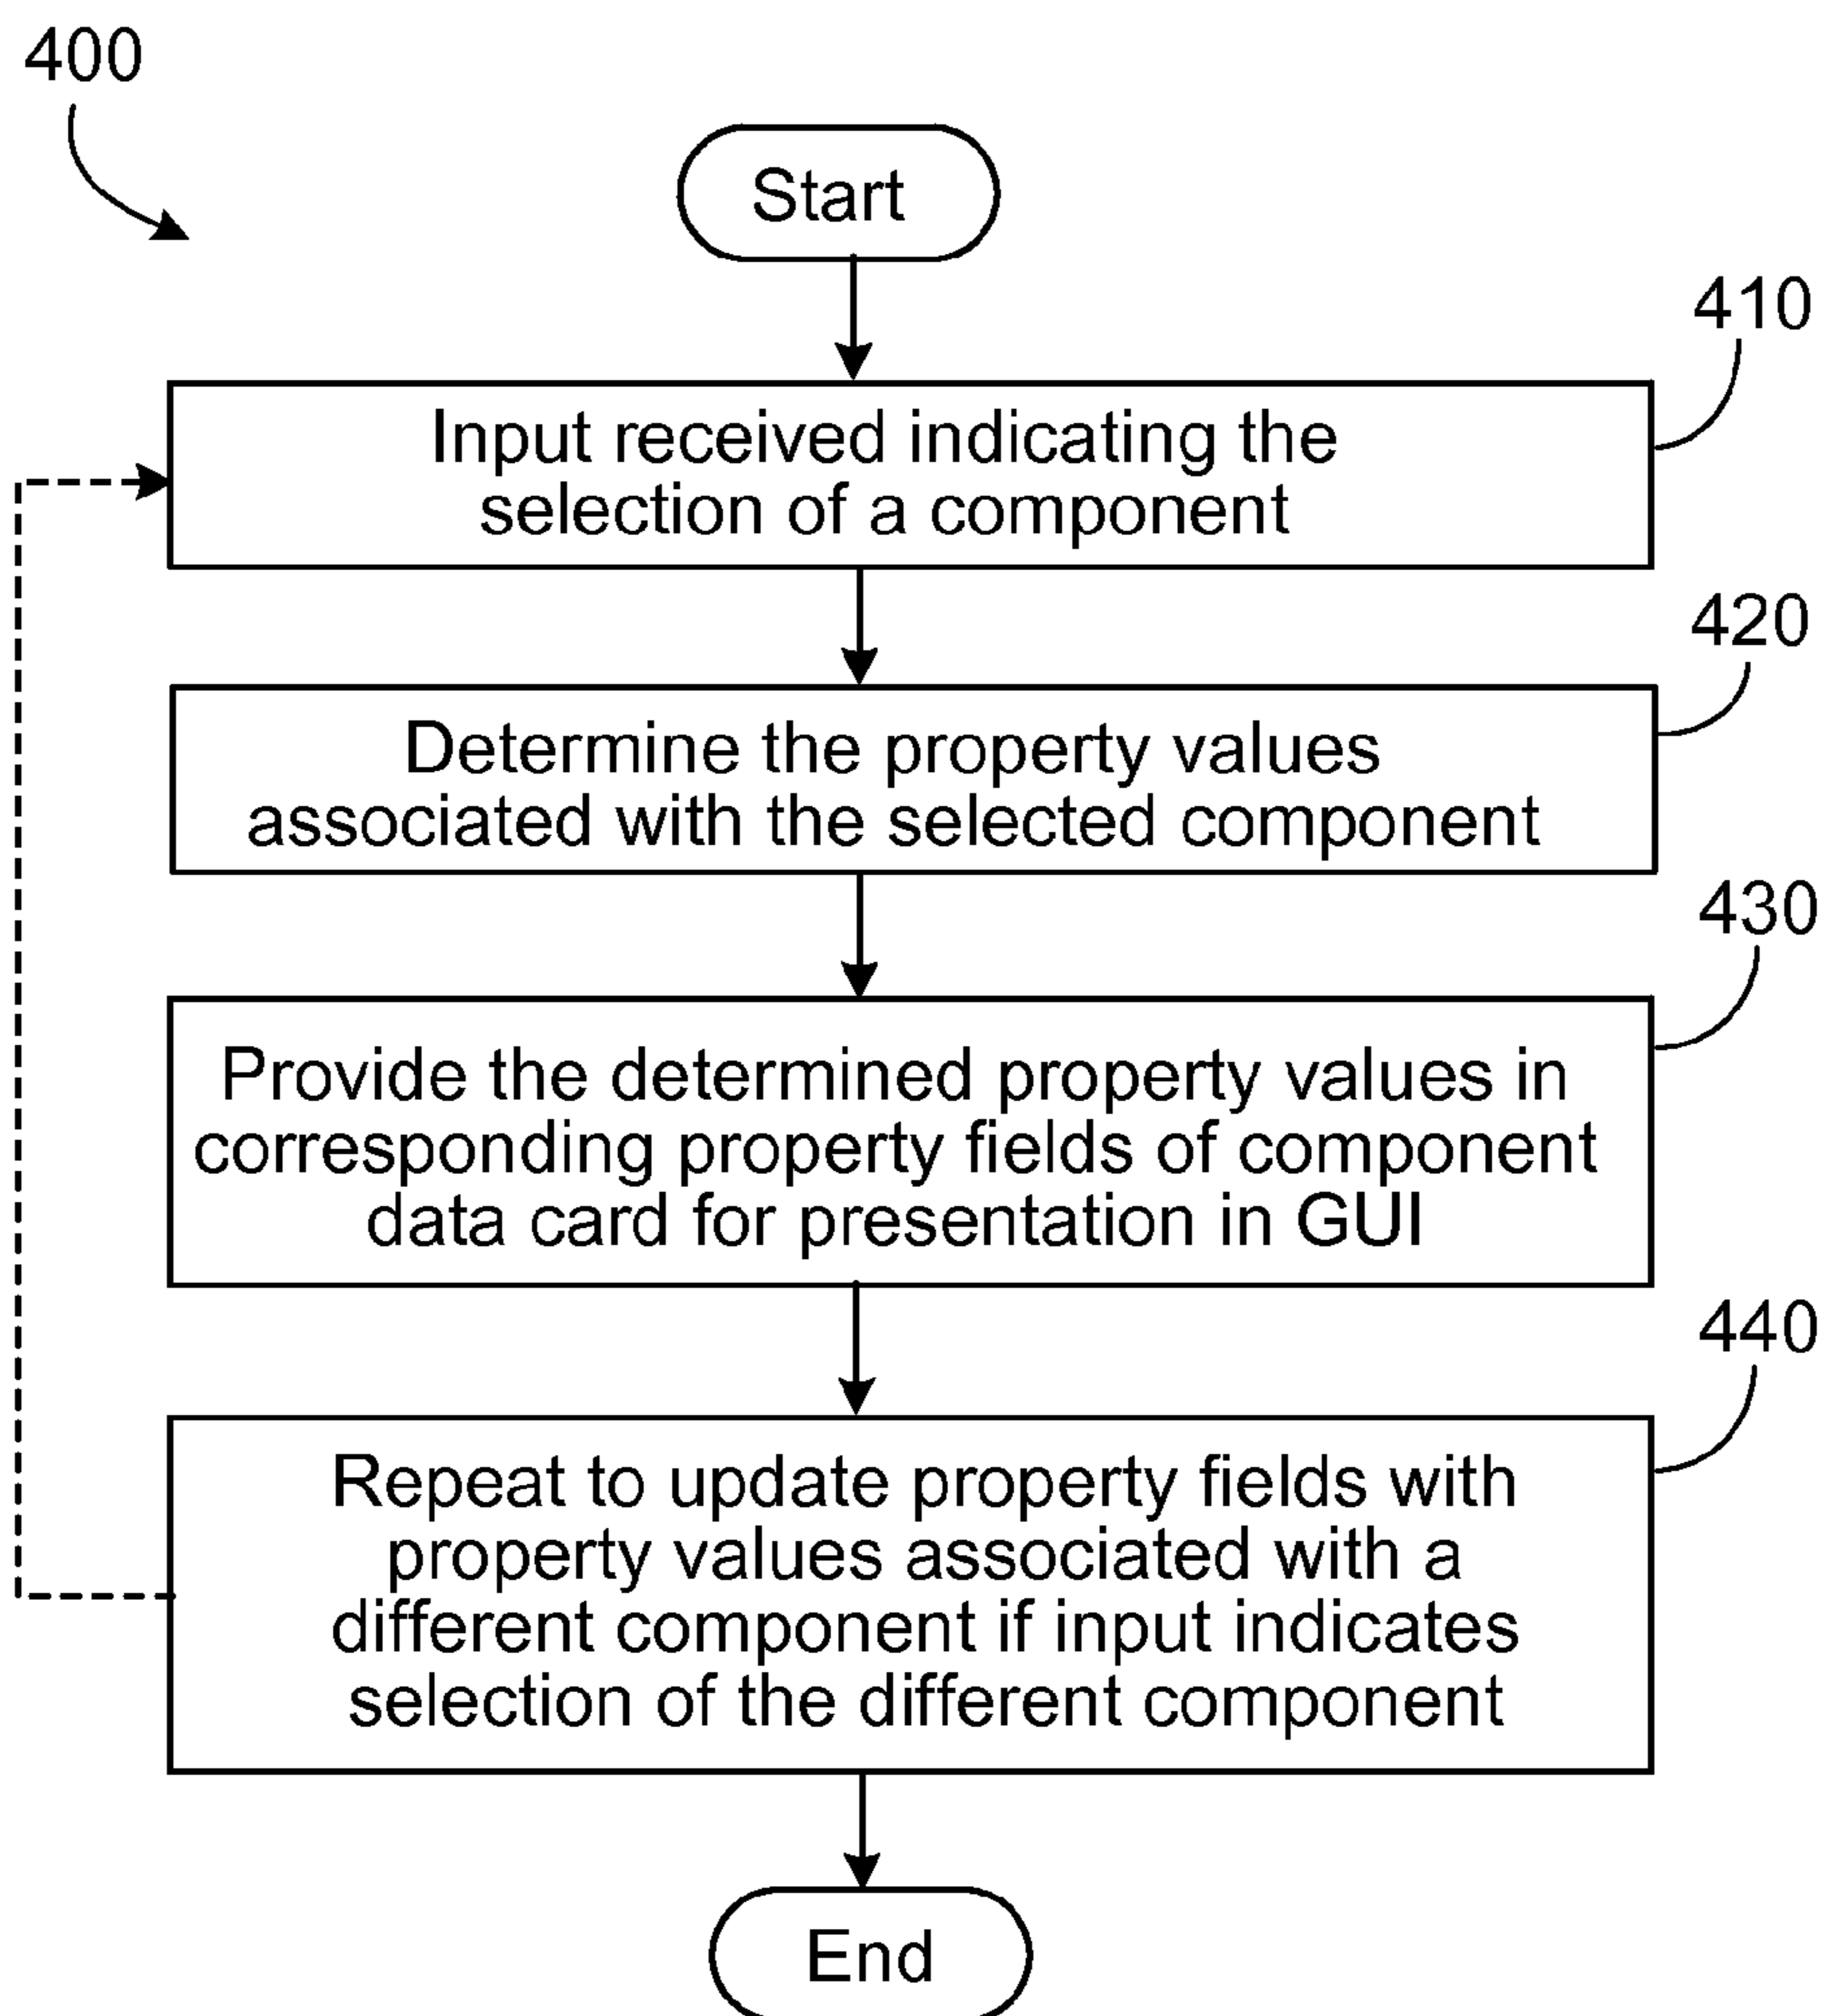 400
Start
410
Input received indicating the
selection of a component
420
Determine the property values
associated with the selected component
430
Provide the determined property values in
corresponding property fields of component
data card for presentation in GUI
440
Repeat to update property fields with
property values associated with a
different component if input indicates
selection of the different component
End